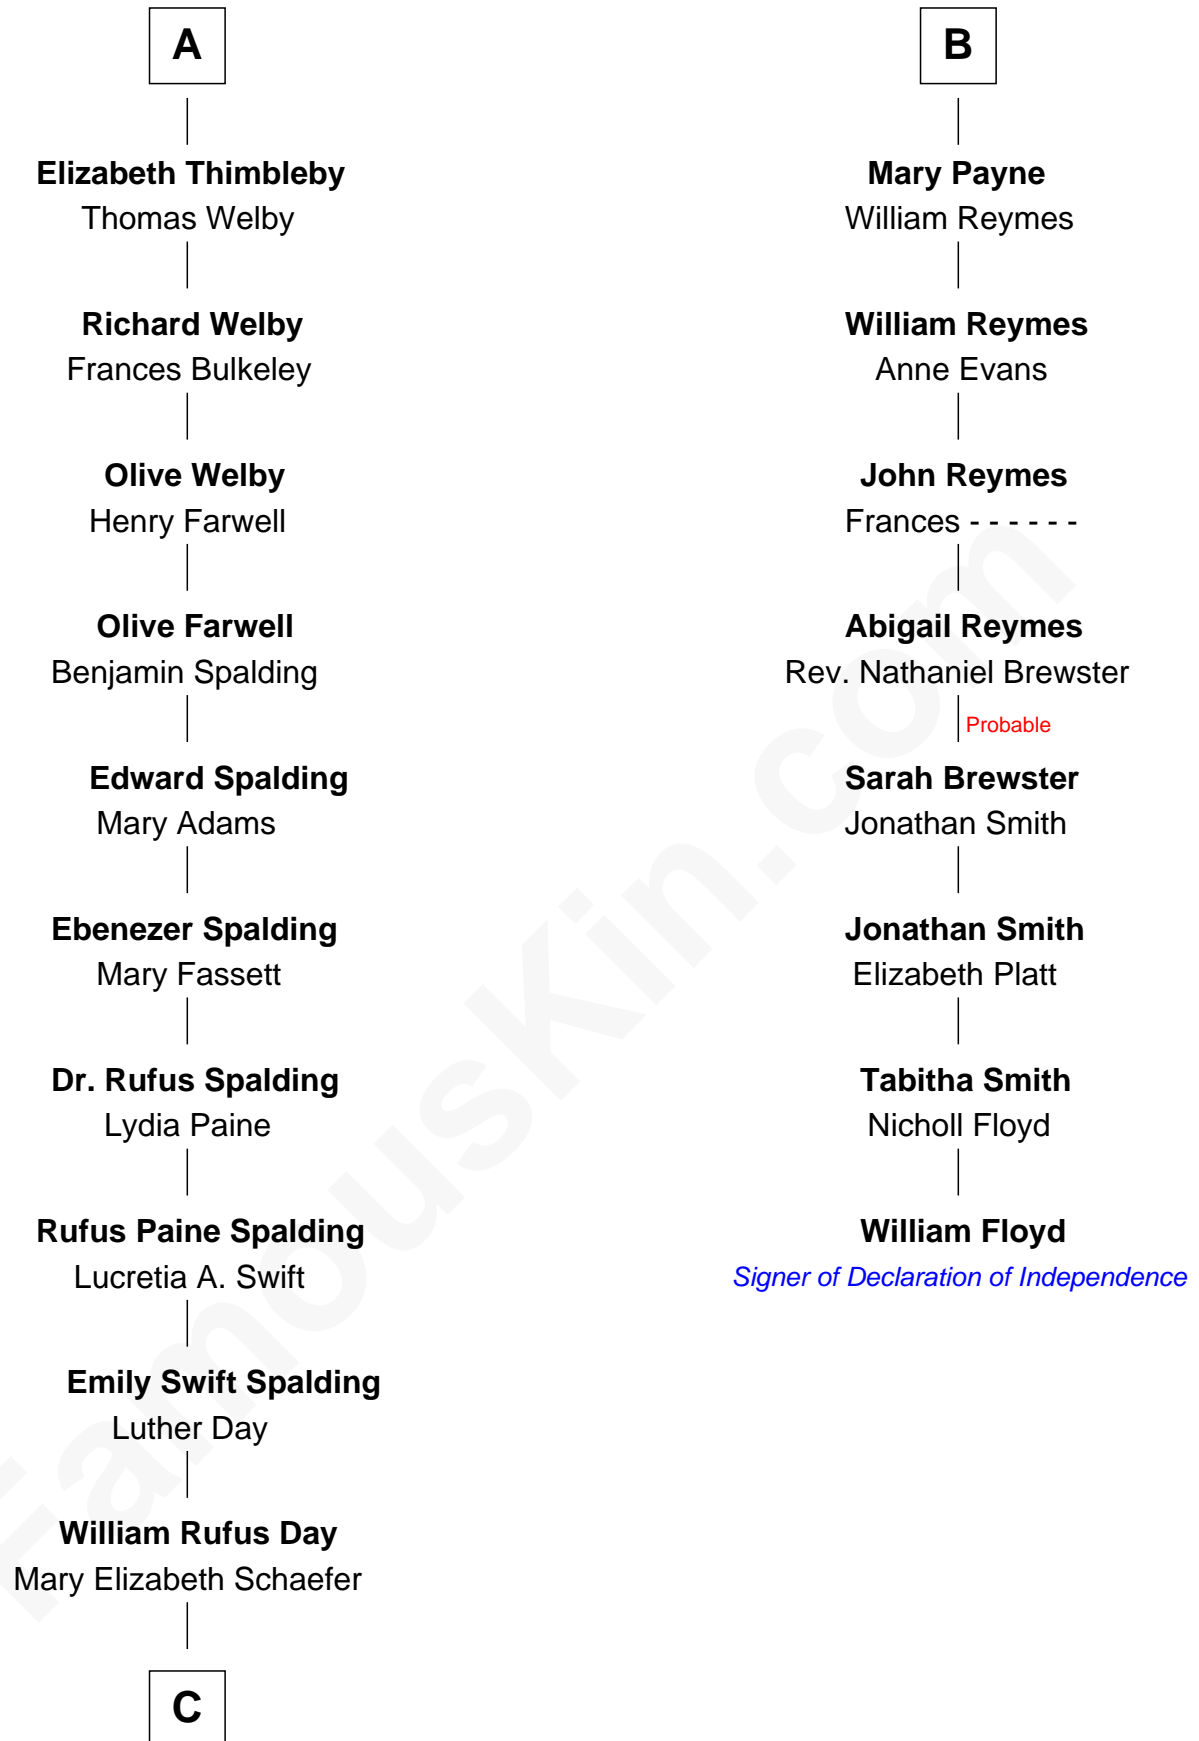 A
Elizabeth Thimbleby
Thomas Welby
Richard Welby
Frances Bulkeley
Olive Welby
Henry Farwell
Olive Farwell
Benjamin Spalding
Edward Spalding
Mary Adams
Ebenezer Spalding
Mary Fassett
Dr. Rufus Spalding
Lydia Paine
Rufus Paine Spalding
Lucretia A. Swift
Emily Swift Spalding
Luther Day
William Rufus Day
Mary Elizabeth Schaefer
C
B
Mary Payne
William Reymes
William Reymes
Anne Evans
John Reymes
Frances - - - - - -
Abigail Reymes
Rev. Nathaniel Brewster
Probable
Sarah Brewster
Jonathan Smith
Jonathan Smith
Elizabeth Platt
Tabitha Smith
Nicholl Floyd
William Floyd
Signer of Declaration of Independence
FamousKin.com